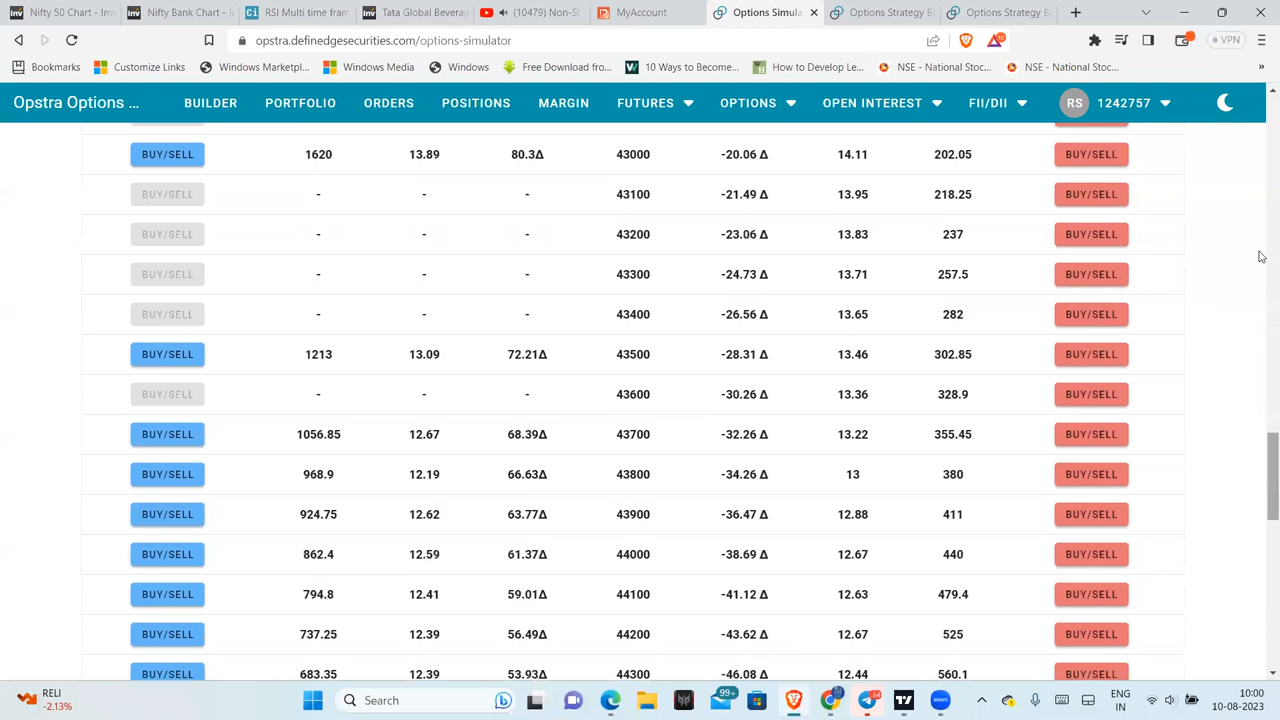 Nifty 50 Chart - Inv
Nifty Bank Chart - I
RSI Multi time fram
Tata Global Beverag
(10479) Noo St
MyAccount
Options Simula
Options Strategy B
Options Strategy Bu
opstra.definedgesecurities.com/options-simulator
VPN
Bookmarks Customize Links Windows Marketpl... Windows Media Windows Free Download fro... 10 Ways to Become... How to Develop Le... NSE - National Stoc... NSE - National Stoc... »
Opstra Options ... BUILDER PORTFOLIO ORDERS POSITIONS MARGIN FUTURES OPTIONS OPEN INTEREST FII/DII RS 1242757
BUY/SELL 1620 13.89 80.3Δ 43000 -20.06 Δ 14.11 202.05 BUY/SELL
BUY/SELL - - - 43100 -21.49 Δ 13.95 218.25 BUY/SELL
BUY/SELL - - - 43200 -23.06 Δ 13.83 237 BUY/SELL
BUY/SELL - - - 43300 -24.73 Δ 13.71 257.5 BUY/SELL
BUY/SELL - - - 43400 -26.56 Δ 13.65 282 BUY/SELL
BUY/SELL 1213 13.09 72.21Δ 43500 -28.31 Δ 13.46 302.85 BUY/SELL
BUY/SELL - - - 43600 -30.26 Δ 13.36 328.9 BUY/SELL
BUY/SELL 1056.85 12.67 68.39Δ 43700 -32.26 Δ 13.22 355.45 BUY/SELL
BUY/SELL 968.9 12.19 66.63Δ 43800 -34.26 Δ 13 380 BUY/SELL
BUY/SELL 924.75 12.62 63.77Δ 43900 -36.47 Δ 12.88 411 BUY/SELL
BUY/SELL 862.4 12.59 61.37Δ 44000 -38.69 Δ 12.67 440 BUY/SELL
BUY/SELL 794.8 12.41 59.01Δ 44100 -41.12 Δ 12.63 479.4 BUY/SELL
BUY/SELL 737.25 12.39 56.49Δ 44200 -43.62 Δ 12.67 525 BUY/SELL
BUY/SELL 683.35 12.39 53.93Δ 44300 -46.08 Δ 12.44 560.1 BUY/SELL
RELI
-2.13%
Search
99+
ENG
IN
10:00
10-08-2023